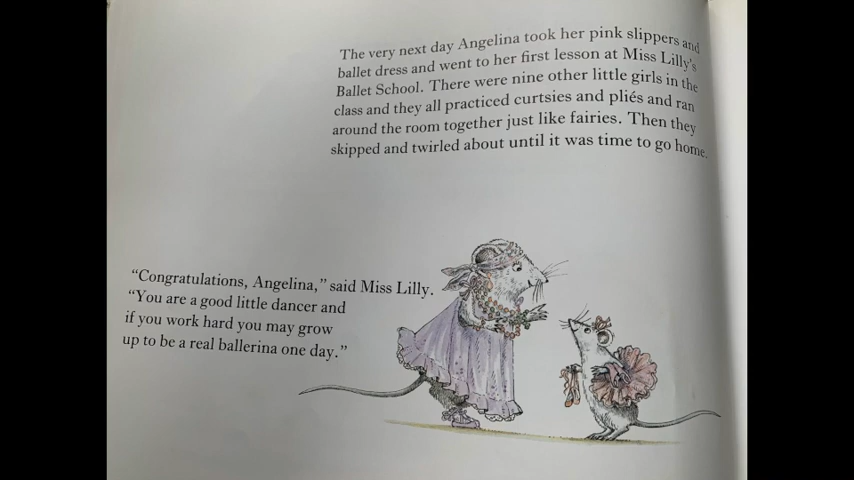 The very next day Angelina took her pink slippers and
ballet dress and went to her first lesson at Miss Lilly's
Ballet School. There were nine other little girls in the
class and they all practiced curtsies and pliés and ran
around the room together just like fairies. Then they
skipped and twirled about until it was time to go home.
“Congratulations, Angelina,” said Miss Lilly.
“You are a good little dancer and
if you work hard you may grow
up to be a real ballerina one day.”